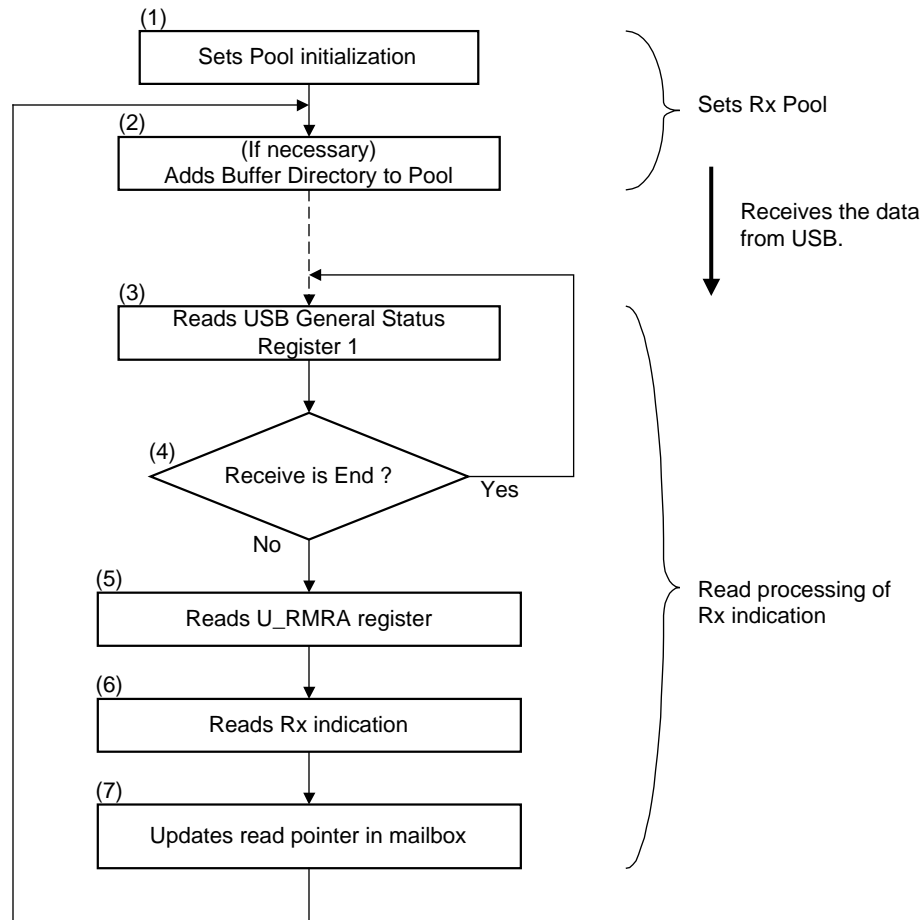 (1)
Sets Pool initialization
Sets Rx Pool
(2)
(If necessary)
Adds Buffer Directory to Pool
Receives the data
from USB.
(3)
Reads USB General Status
Register 1
(4)
Receive is End ?
Yes
No
(5)
Reads U_RMRA register
Read processing of
Rx indication
(6)
Reads Rx indication
(7)
Updates read pointer in mailbox